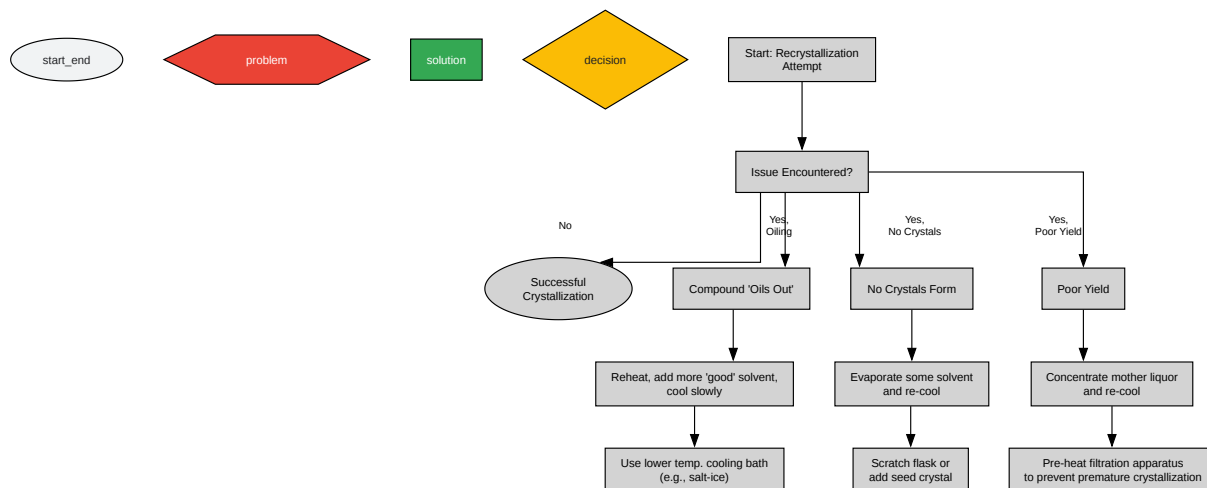 start_end
problem
solution
decision
Start: Recrystallization
Attempt
Issue Encountered?
No
Yes,
Oiling
Yes,
No Crystals
Yes,
Poor Yield
Successful
Crystallization
Compound 'Oils Out'
No Crystals Form
Poor Yield
Reheat, add more 'good' solvent,
cool slowly
Evaporate some solvent
and re-cool
Concentrate mother liquor
and re-cool
Use lower temp. cooling bath
(e.g., salt-ice)
Scratch flask or
add seed crystal
Pre-heat filtration apparatus
to prevent premature crystallization